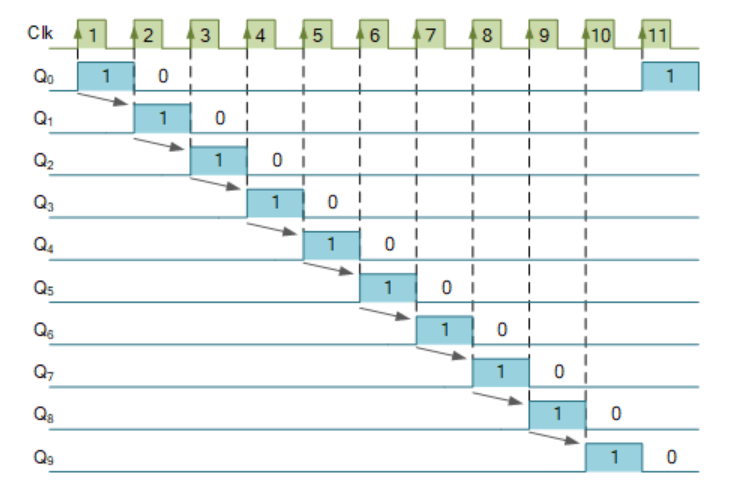 Clk 1 2 3 4 5 6 7 8 9 10 11
Q₀ 1 0 1
Q₁ 1 0
Q₂ 1 0
Q₃ 1 0
Q₄ 1 0
Q₅ 1 0
Q₆ 1 0
Q₇ 1 0
Q₈ 1 0
Q₉ 1 0